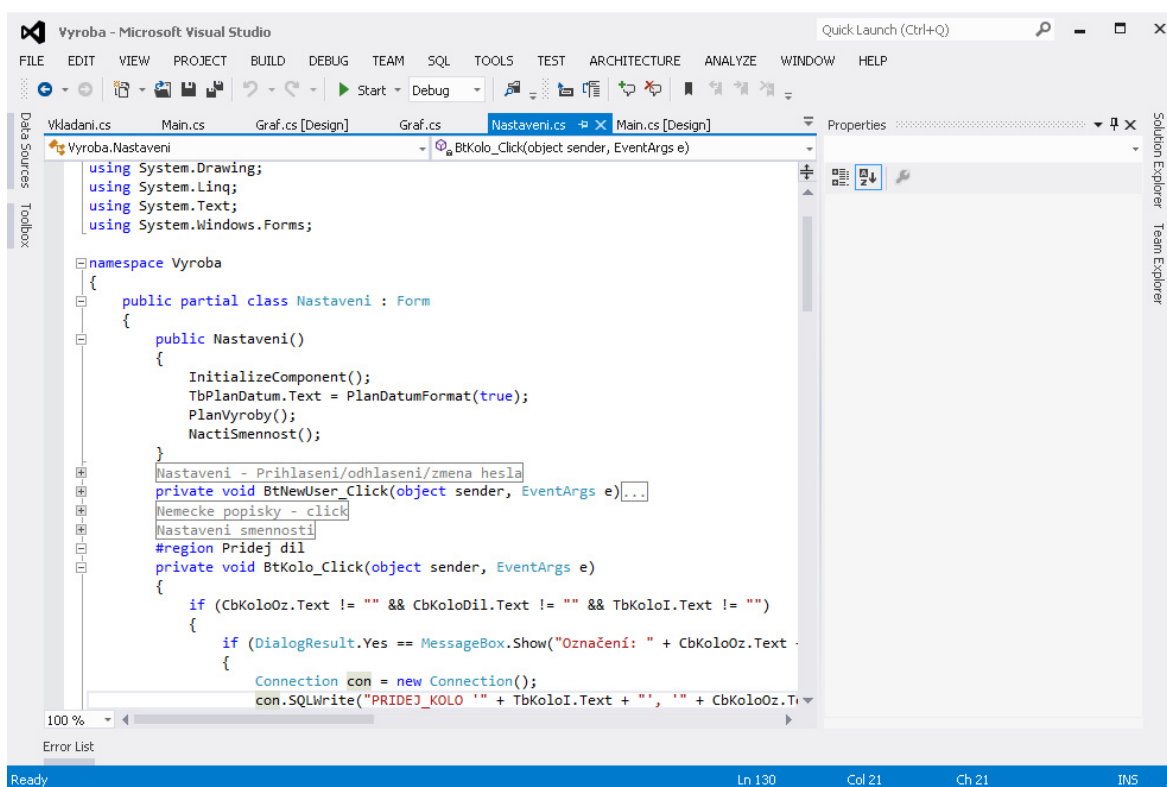 Vyroba - Microsoft Visual Studio
Quick Launch (Ctrl+Q)
FILE EDIT VIEW PROJECT BUILD DEBUG TEAM SQL TOOLS TEST ARCHITECTURE ANALYZE WINDOW HELP
Start Debug
Data Sources
Toolbox
Vkladani.cs Main.cs Graf.cs [Design] Graf.cs Nastaveni.cs Main.cs [Design]
Vyroba.Nastaveni BtKolo_Click(object sender, EventArgs e)
using System.Drawing;
using System.Linq;
using System.Text;
using System.Windows.Forms;
namespace Vyroba
{
public partial class Nastaveni : Form
{
public Nastaveni()
{
InitializeComponent();
TbPlanDatum.Text = PlanDatumFormat(true);
PlanVyroby();
NactiSmennost();
}
Nastaveni - Prihlaseni/odhlaseni/zmena hesla
private void BtNewUser_Click(object sender, EventArgs e)...
Nemecke popisky - click
Nastaveni smennosti
#region Pridej dil
private void BtKolo_Click(object sender, EventArgs e)
{
if (CbKoloOz.Text != "" && CbKoloDil.Text != "" && TbKoloI.Text != "")
{
if (DialogResult.Yes == MessageBox.Show("Označení: " + CbKoloOz.Text
{
Connection con = new Connection();
con.SQLWrite("PRIDEJ_KOLO '" + TbKoloI.Text + "', '" + CbKoloOz.T
100 %
Properties
Solution Explorer
Team Explorer
Error List
Ready Ln 130 Col 21 Ch 21 INS